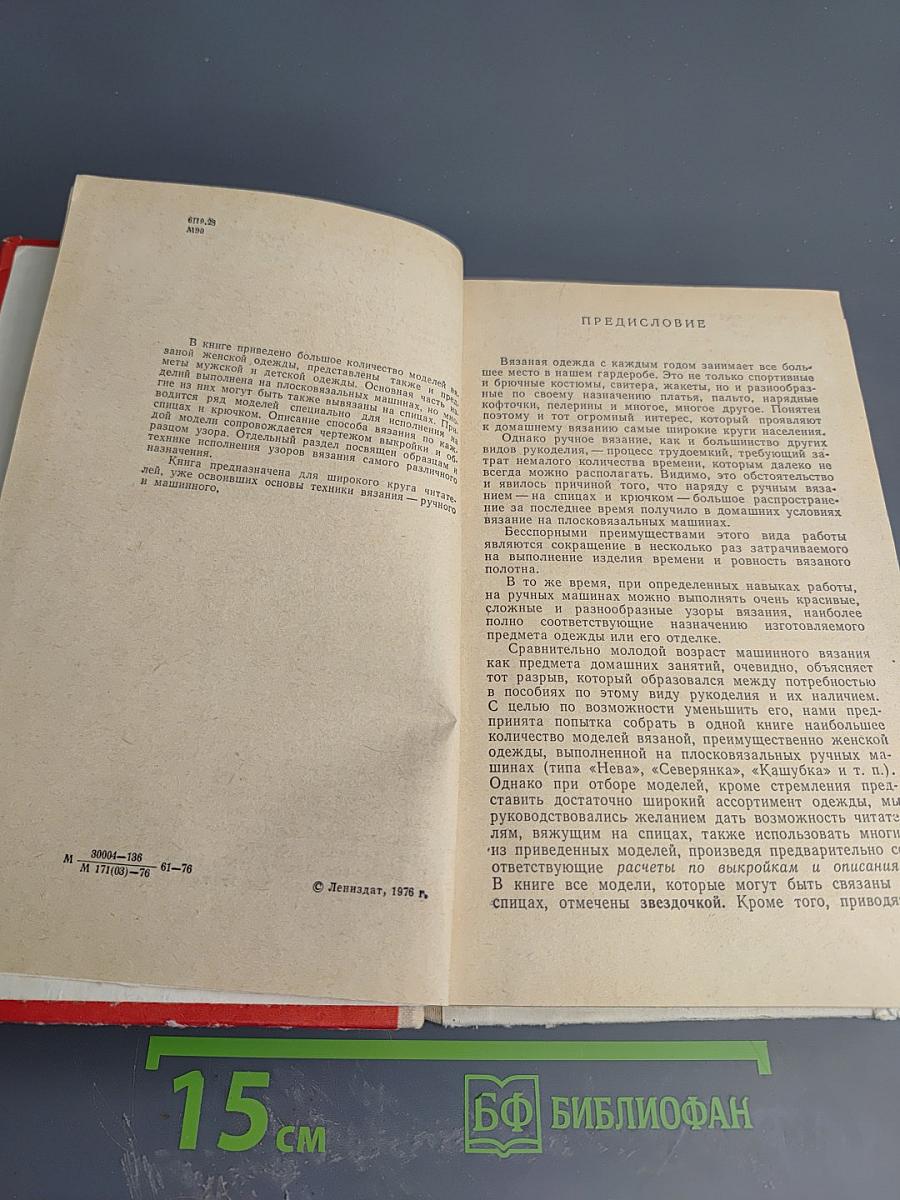 6П9.28
М90
В книге приведено большое количество моделей вя-
заной женской одежды, представлены также и пред-
меты мужской и детской одежды. Основная часть из-
делий выполнена на плосковязальных машинах, но мно-
гие из них могут быть также вывязаны на спицах. При-
водится ряд моделей специально для исполнения на
спицах и крючком. Описание способа вязания по каж-
дой модели сопровождается чертежом выкройки и об-
разцом узора. Отдельный раздел посвящен образцам и
технике исполнения узоров вязания самого различного
назначения.
Книга предназначена для широкого круга читате-
лей, уже освоивших основы техники вязания — ручного
и машинного,
М 30004—136
М 171(03)—76 61—76
© Лениздат, 1976 г.
ПРЕДИСЛОВИЕ
Вязаная одежда с каждым годом занимает все боль-
шее место в нашем гардеробе. Это не только спортивные
и брючные костюмы, свитера, жакеты, но и разнообраз-
ные по своему назначению платья, пальто, нарядные
кофточки, пелерины и многое, многое другое. Понятен
поэтому и тот огромный интерес, который проявляют
к домашнему вязанию самые широкие круги населения.
Однако ручное вязание, как и большинство других
видов рукоделия, — процесс трудоемкий, требующий за-
трат немалого количества времени, которым далеко не
всегда можно располагать. Видимо, это обстоятельство
и явилось причиной того, что наряду с ручным вяза-
нием — на спицах и крючком — большое распростране-
ние за последнее время получило в домашних условиях
вязание на плосковязальных машинах.
Бесспорными преимуществами этого вида работы
являются сокращение в несколько раз затрачиваемого
на выполнение изделия времени и ровность вязаного
полотна.
В то же время, при определенных навыках работы,
на ручных машинах можно выполнять очень красивые,
сложные и разнообразные узоры вязания, наиболее
полно соответствующие назначению изготовляемого
предмета одежды или его отделке.
Сравнительно молодой возраст машинного вязания
как предмета домашних занятий, очевидно, объясняет
тот разрыв, который образовался между потребностью
в пособиях по этому виду рукоделия и их наличием.
С целью по возможности уменьшить его, нами пред-
принята попытка собрать в одной книге наибольшее
количество моделей вязаной, преимущественно женской
одежды, выполненной на плосковязальных ручных ма-
шинах (типа «Нева», «Северянка», «Кашубка» и т. п.).
Однако при отборе моделей, кроме стремления пред-
ставить достаточно широкий ассортимент одежды, мы
руководствовались желанием дать возможность читате-
лям, вяжущим на спицах, также использовать многи
из приведенных моделей, произведя предварительно со
ответствующие расчеты по выкройкам и описания
В книге все модели, которые могут быть связаны
спицах, отмечены звездочкой. Кроме того, приводя
15 см
БФ БИБЛИОФАН